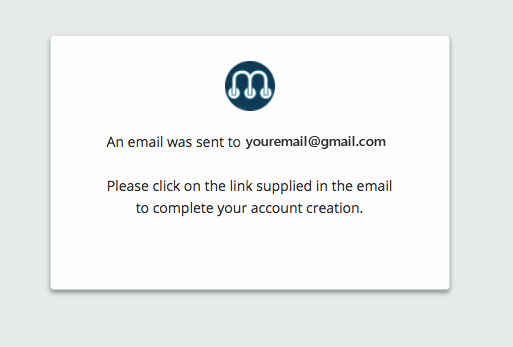 An email was sent to youremail@gmail.com
Please click on the link supplied in the email
to complete your account creation.